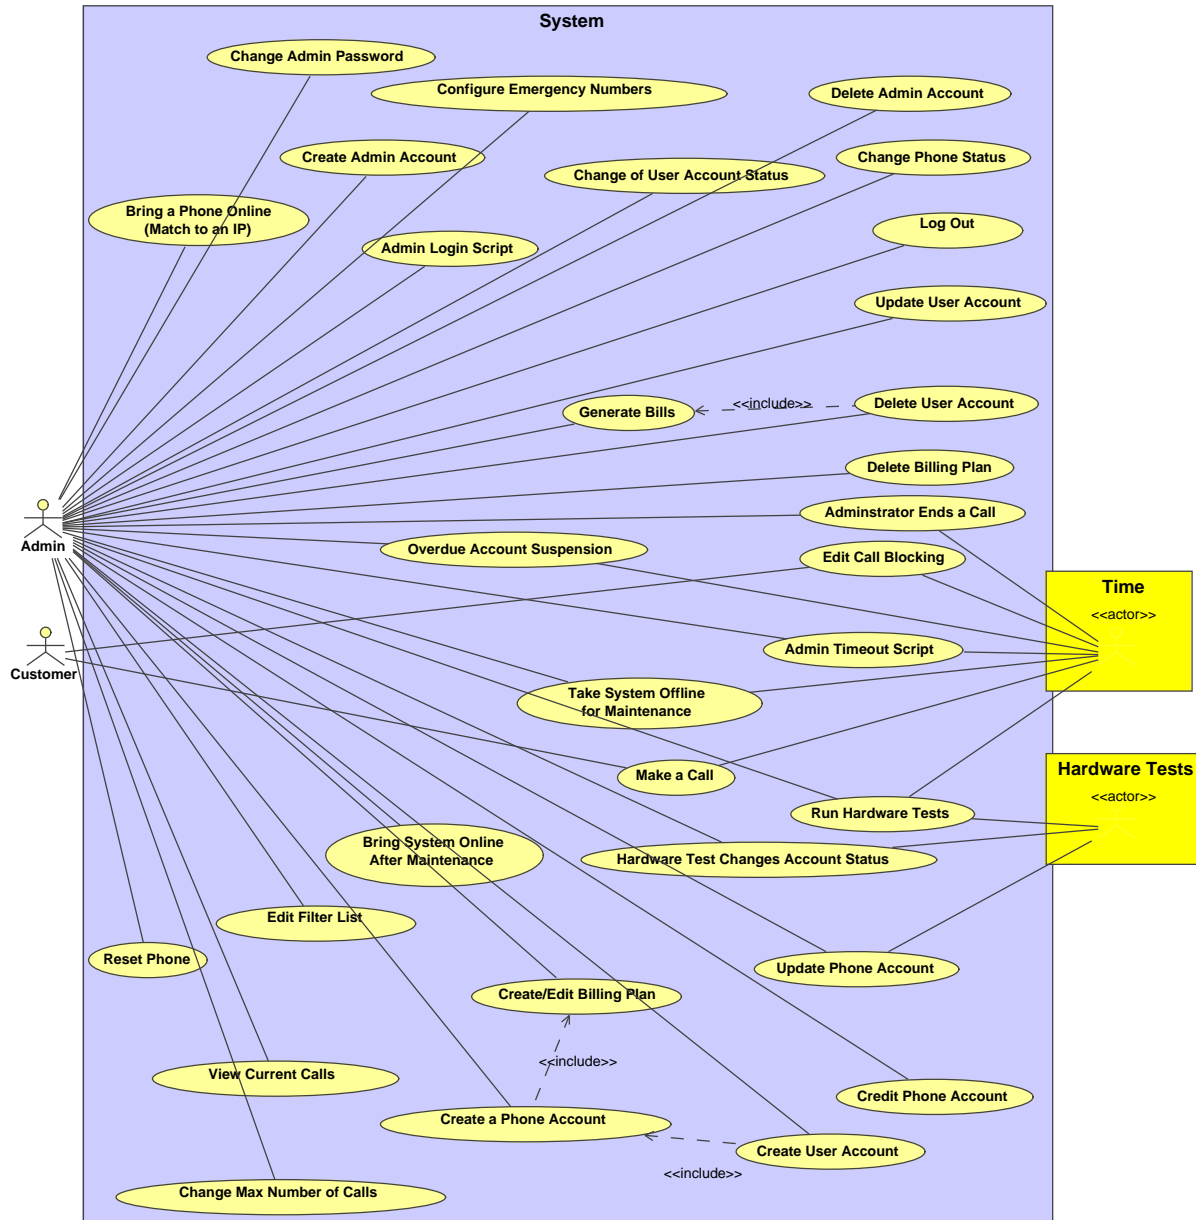 System
Change Admin Password
Configure Emergency Numbers
Delete Admin Account
Create Admin Account
Change Phone Status
Change of User Account Status
Bring a Phone Online
(Match to an IP)
Log Out
Admin Login Script
Update User Account
<<include>>
Delete User Account
Generate Bills
Delete Billing Plan
Adminstrator Ends a Call
Admin
Overdue Account Suspension
Edit Call Blocking
Time
<<actor>>
Customer
Admin Timeout Script
Take System Offline
for Maintenance
Hardware Tests
<<actor>>
Make a Call
Run Hardware Tests
Bring System Online
After Maintenance
Hardware Test Changes Account Status
Edit Filter List
Reset Phone
Update Phone Account
Create/Edit Billing Plan
<<include>>
View Current Calls
Credit Phone Account
Create a Phone Account
Create User Account
<<include>>
Change Max Number of Calls